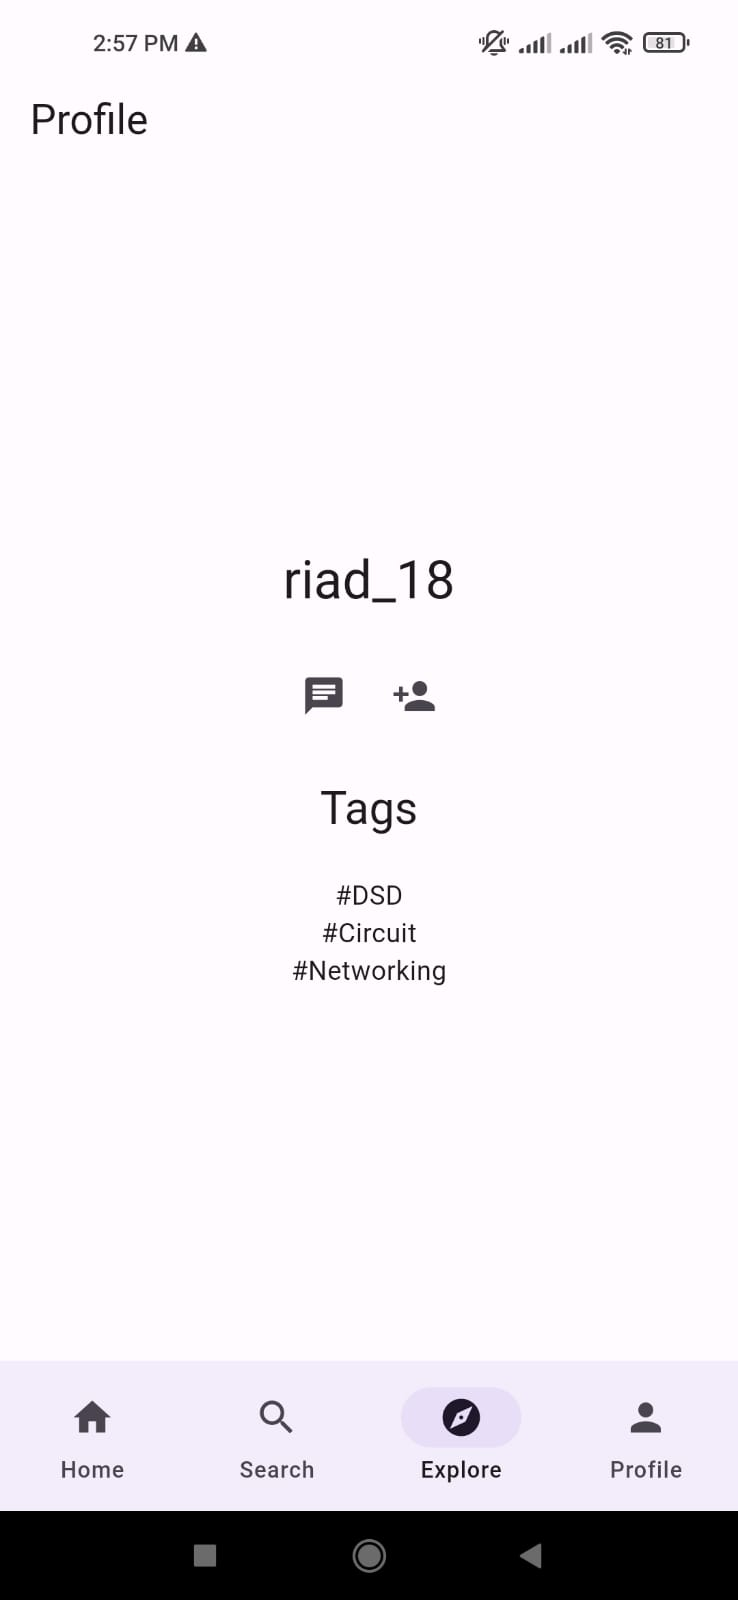 2:57 PM
81
Profile
riad_18
Tags
#DSD
#Circuit
#Networking
Home
Search
Explore
Profile